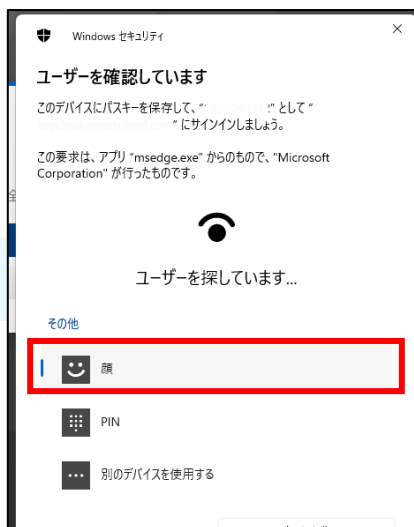 Windows セキュリティ
ユーザーを確認しています
このデバイスにパスキーを保存して、" " として "
" にサインインしましょう。
この要求は、アプリ "msedge.exe" からのもので、"Microsoft
Corporation" が行ったものです。
ユーザーを探しています...
その他
顔
PIN
別のデバイスを使用する